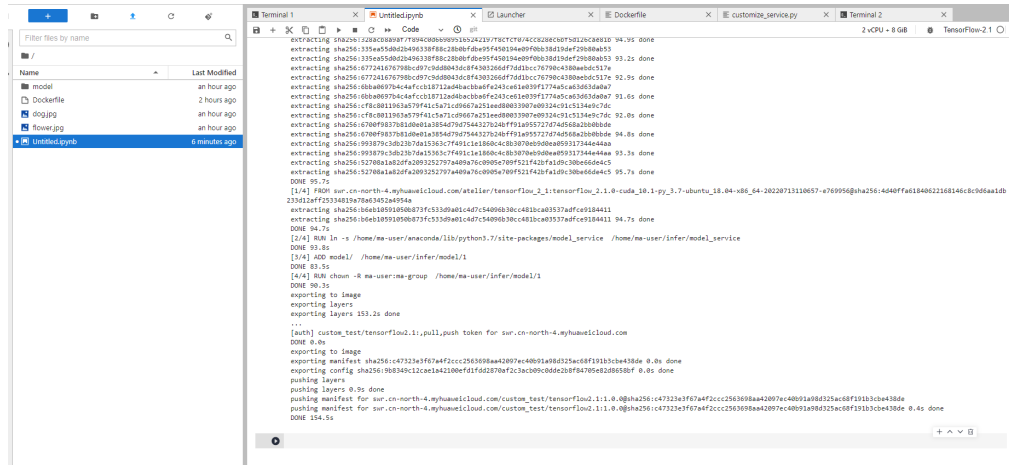 Terminal 1
Untitled.ipynb
Launcher
Dockerfile
customize_service.py
Terminal 2
Code
git
2 vCPU + 8 GiB
TensorFlow-2.1
Filter files by name
/
Name
Last Modified
model
an hour ago
Dockerfile
2 hours ago
dog.jpg
an hour ago
flower.jpg
an hour ago
Untitled.ipynb
6 minutes ago
extracting sha256:335ea55d0d2b496338f88c28b0bfdbe95f450194e09f0bb38d19def29b80ab53
extracting sha256:335ea55d0d2b496338f88c28b0bfdbe95f450194e09f0bb38d19def29b80ab53 93.2s done
extracting sha256:677241676798bcd97c9dd8043dc8f4303266df7dd1bcc76790c4380aebdc517e
extracting sha256:677241676798bcd97c9dd8043dc8f4303266df7dd1bcc76790c4380aebdc517e 92.9s done
extracting sha256:6bba0697b4c4afccb18712ad4bacbba6fe243ce61e039f1774a5ca63d63da0a7
extracting sha256:6bba0697b4c4afccb18712ad4bacbba6fe243ce61e039f1774a5ca63d63da0a7 91.6s done
extracting sha256:cf8c8011963a579f41c5a71cd9667a251eed80033907e09324c91c5134e9c7dc
extracting sha256:cf8c8011963a579f41c5a71cd9667a251eed80033907e09324c91c5134e9c7dc 92.0s done
extracting sha256:6700f9837b81d0e01a3854d79d7544327b24bff91a955727d74d568a2bb0bbde
extracting sha256:6700f9837b81d0e01a3854d79d7544327b24bff91a955727d74d568a2bb0bbde 94.8s done
extracting sha256:993879c3db23b7da15363c7f491c1e1860c4c8b3070eb9d0ea059317344e44aa
extracting sha256:993879c3db23b7da15363c7f491c1e1860c4c8b3070eb9d0ea059317344e44aa 93.3s done
extracting sha256:52708a1a82dfa2093252797a409a76c0905e709f521f42bfa1d9c30be66de4c5
extracting sha256:52708a1a82dfa2093252797a409a76c0905e709f521f42bfa1d9c30be66de4c5 95.7s done
DONE 95.7s
[1/4] FROM swr.cn-north-4.myhuaweicloud.com/atelier/tensorflow_2_1:tensorflow_2.1.0-cuda_10.1-py_3.7-ubuntu_18.04-x86_64-20220713110657-e769956@sha256:4d40ffa61840622168146c8c9d6aa1db
233d12aff25334819a78a63452a4954a
extracting sha256:b6eb10591050b873fc533d9a01c4d7c54096b30cc481bca03537adfce9184411
extracting sha256:b6eb10591050b873fc533d9a01c4d7c54096b30cc481bca03537adfce9184411 94.7s done
DONE 94.7s
[2/4] RUN ln -s /home/ma-user/anaconda/lib/python3.7/site-packages/model_service /home/ma-user/infer/model_service
DONE 93.8s
[3/4] ADD model/ /home/ma-user/infer/model/1
DONE 83.5s
[4/4] RUN chown -R ma-user:ma-group /home/ma-user/infer/model/1
DONE 90.3s
exporting to image
exporting layers
exporting layers 153.2s done
...
[auth] custom_test/tensorflow2.1:,pull,push token for swr.cn-north-4.myhuaweicloud.com
DONE 0.0s
exporting to image
exporting manifest sha256:c47323e3f67a4f2ccc2563698aa42097ec40b91a98d325ac68f191b3cbe438de 0.0s done
exporting config sha256:9b8349c12cae1a42100efd1fdd2870af2c3acb09c0dde2b8f84705e82d8658bf 0.0s done
pushing layers
pushing layers 0.9s done
pushing manifest for swr.cn-north-4.myhuaweicloud.com/custom_test/tensorflow2.1:1.0.0@sha256:c47323e3f67a4f2ccc2563698aa42097ec40b91a98d325ac68f191b3cbe438de
pushing manifest for swr.cn-north-4.myhuaweicloud.com/custom_test/tensorflow2.1:1.0.0@sha256:c47323e3f67a4f2ccc2563698aa42097ec40b91a98d325ac68f191b3cbe438de 0.4s done
DONE 154.5s